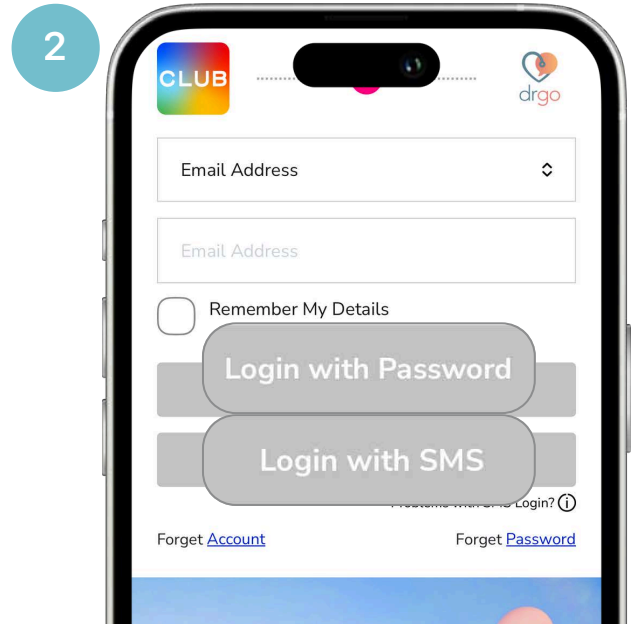 2
CLUB
drgo
Email Address
Email Address
Remember My Details
Login with Password
Login with SMS
Login?
Forget Account
Forget Password